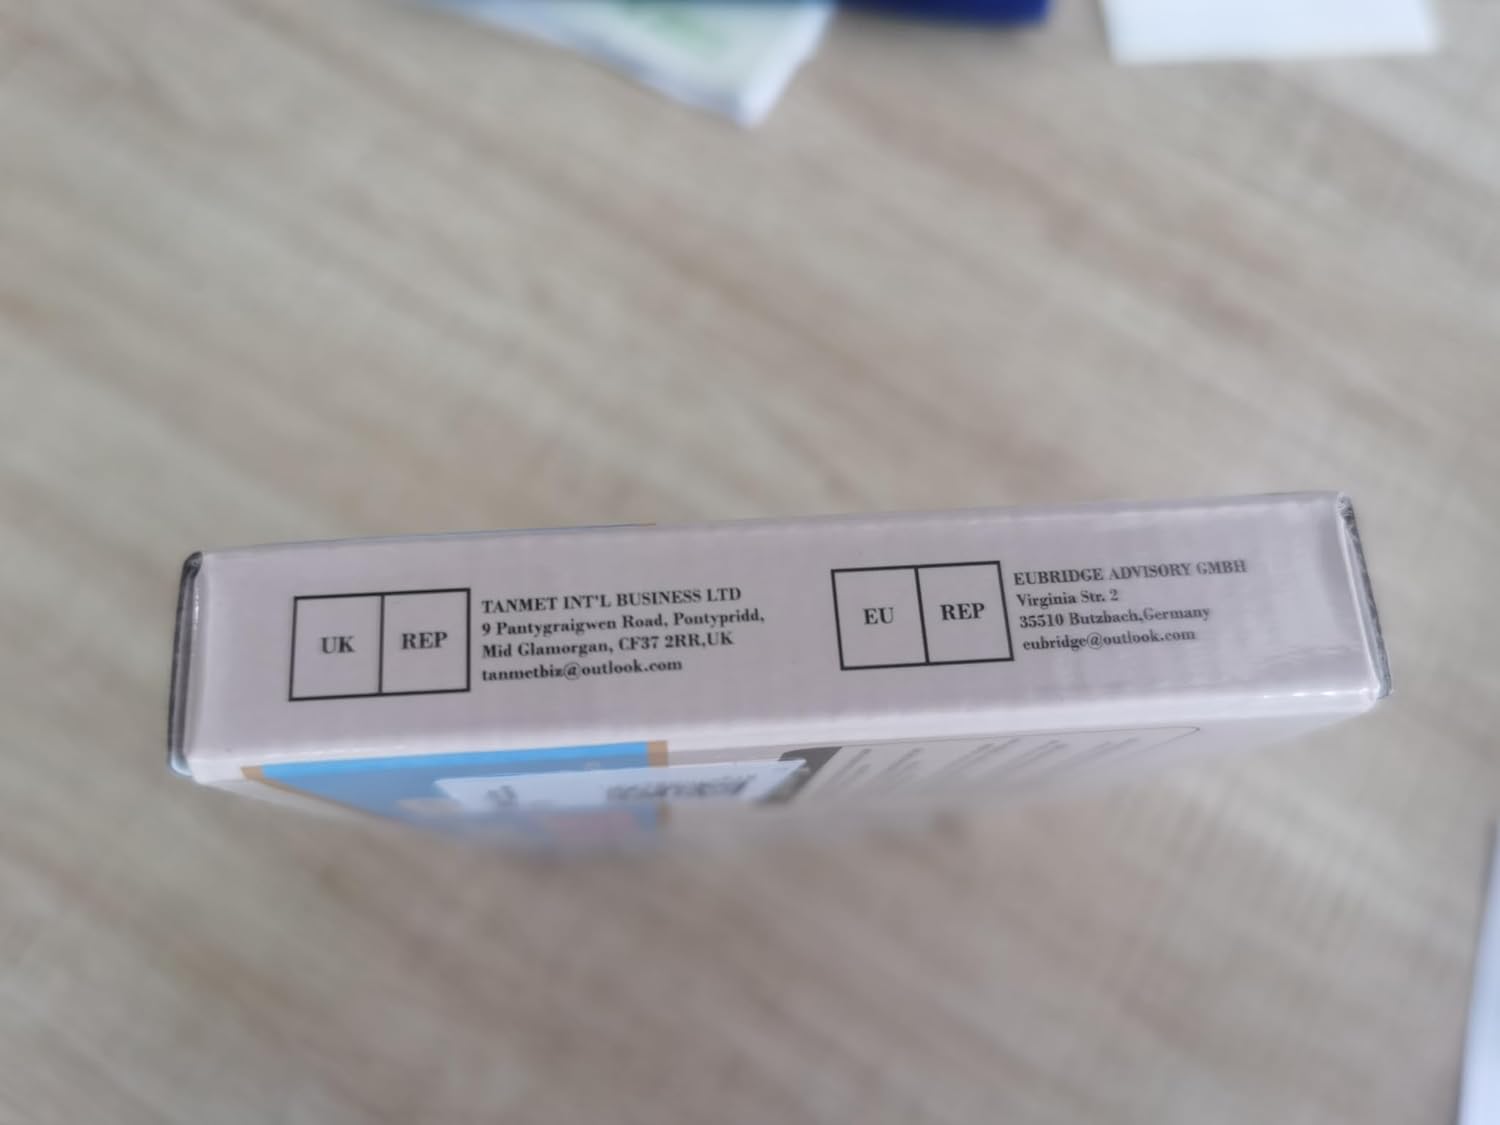 UK REP
TANMET INT'L BUSINESS LTD
9 Pantygraigwen Road, Pontypridd,
Mid Glamorgan, CF37 2RR,UK
tanmetbiz@outlook.com
EU REP
EUBRIDGE ADVISORY GMBH
Virginia Str. 2
35510 Butzbach,Germany
eubridge@outlook.com